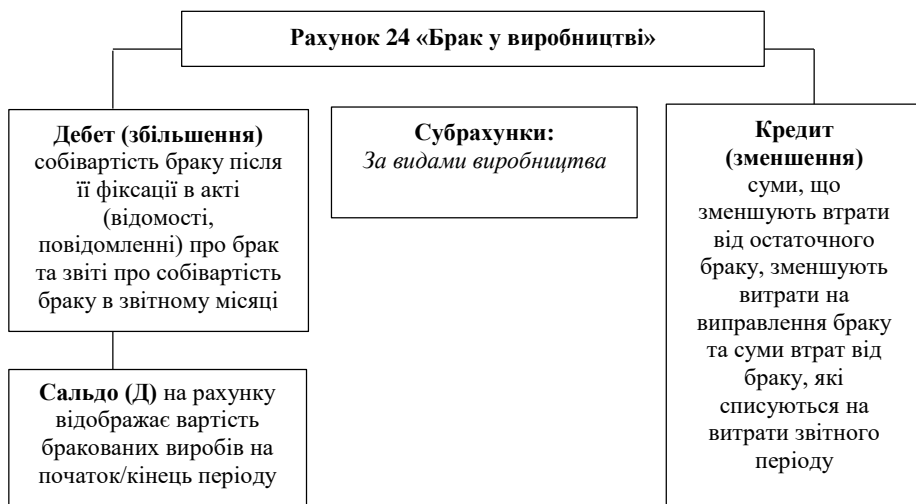 Рахунок 24 «Брак у виробництві»
Дебет (збільшення)
собівартість браку після
її фіксації в акті
(відомості,
повідомленні) про брак
та звіті про собівартість
браку в звітному місяці
Сальдо (Д) на рахунку
відображає вартість
бракованих виробів на
початок/кінець періоду
Субрахунки:
За видами виробництва
Кредит
(зменшення)
суми, що
зменшують втрати
від остаточного
браку, зменшують
витрати на
виправлення браку
та суми втрат від
браку, які
списуються на
витрати звітного
періоду